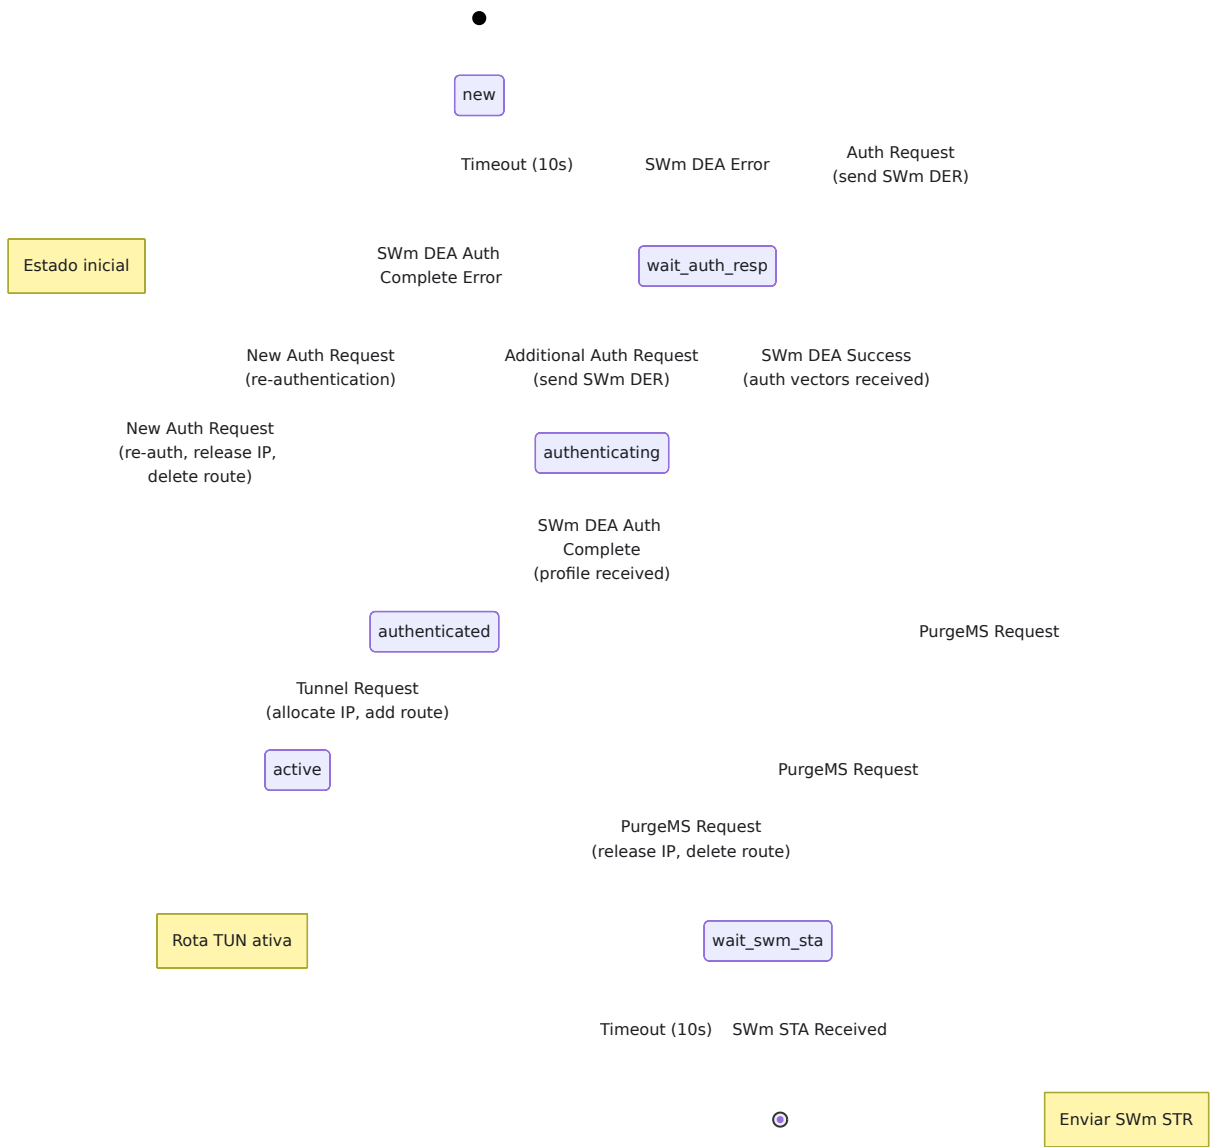 new
Timeout (10s)
SWm DEA Error
Auth Request
(send SWm DER)
Estado inicial
SWm DEA Auth
Complete Error
wait_auth_resp
New Auth Request
(re-authentication)
Additional Auth Request
(send SWm DER)
SWm DEA Success
(auth vectors received)
New Auth Request
(re-auth, release IP,
delete route)
authenticating
SWm DEA Auth
Complete
(profile received)
authenticated
PurgeMS Request
Tunnel Request
(allocate IP, add route)
active
PurgeMS Request
PurgeMS Request
(release IP, delete route)
Rota TUN ativa
wait_swm_sta
Timeout (10s)
SWm STA Received
Enviar SWm STR